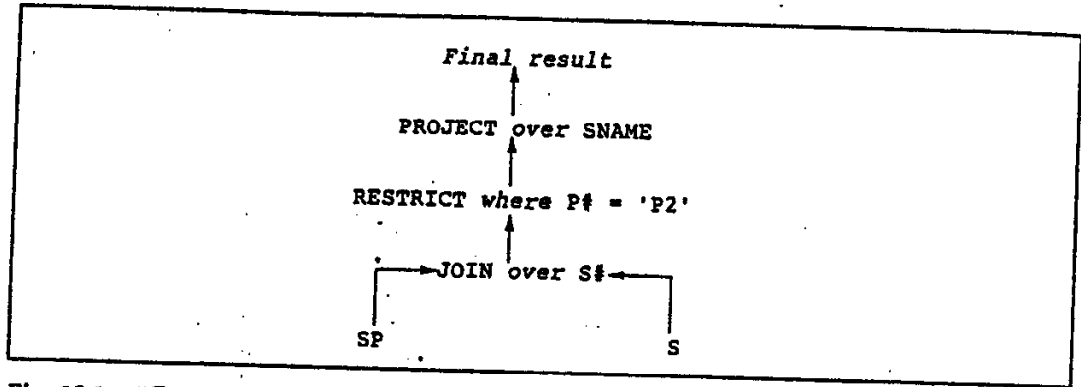 Final result
PROJECT over SNAME
RESTRICT where P# = 'P2'
JOIN over S#
SP
S